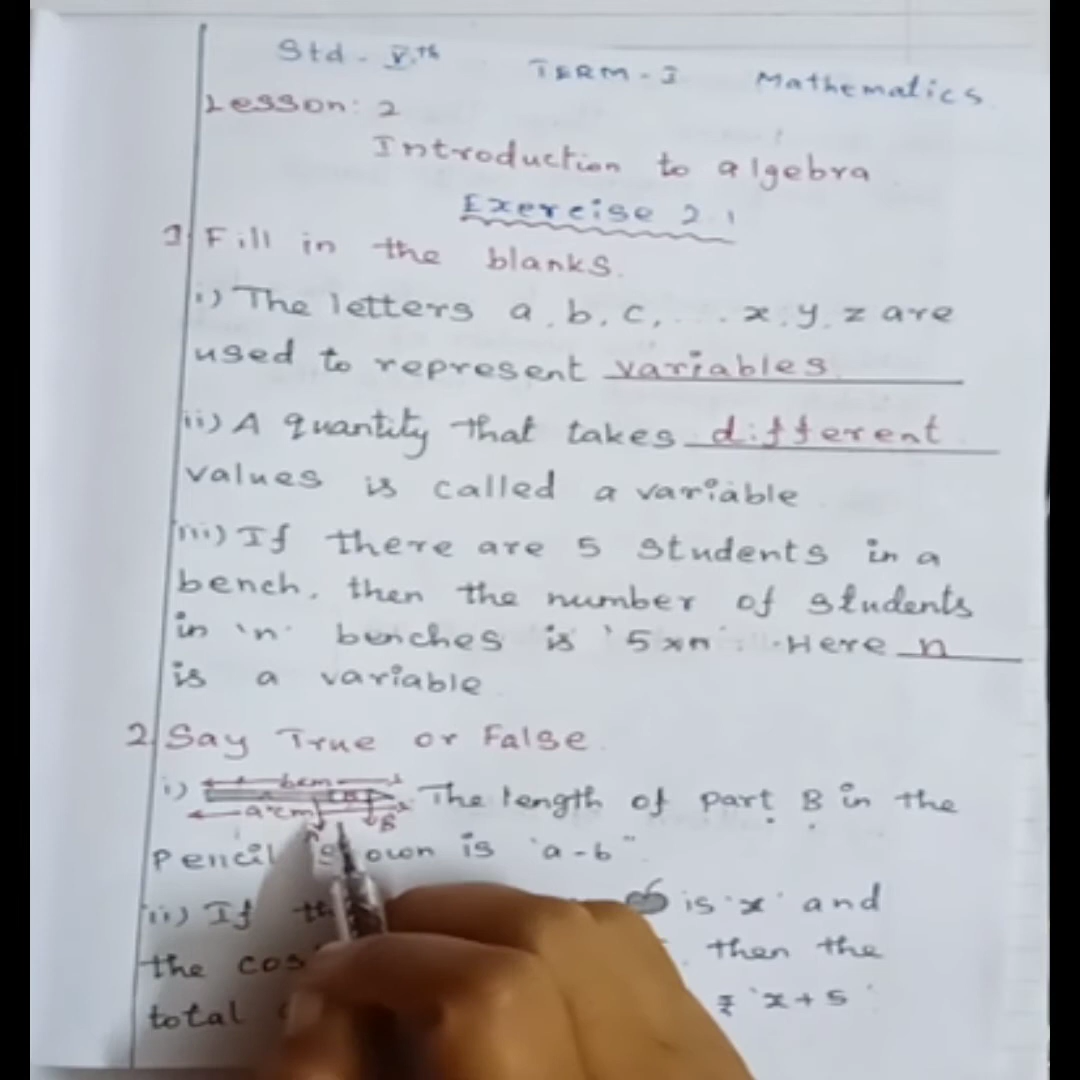 Std - VIth TERM - I Mathematics
Lesson: 2
Introduction to algebra
Exercise 2.1
1 Fill in the blanks.
i) The letters a, b, c, ... x, y, z are
used to represent variables
ii) A quantity that takes different
values is called a variable
iii) If there are 5 students in a
bench, then the number of students
in 'n' benches is '5×n'. Here n
is a variable
2 Say True or False
i) b cm B The length of part B in the
a cm B
Pencil is "a-b"
ii) If is 'x' and
the then the
total ₹ 'x+5'